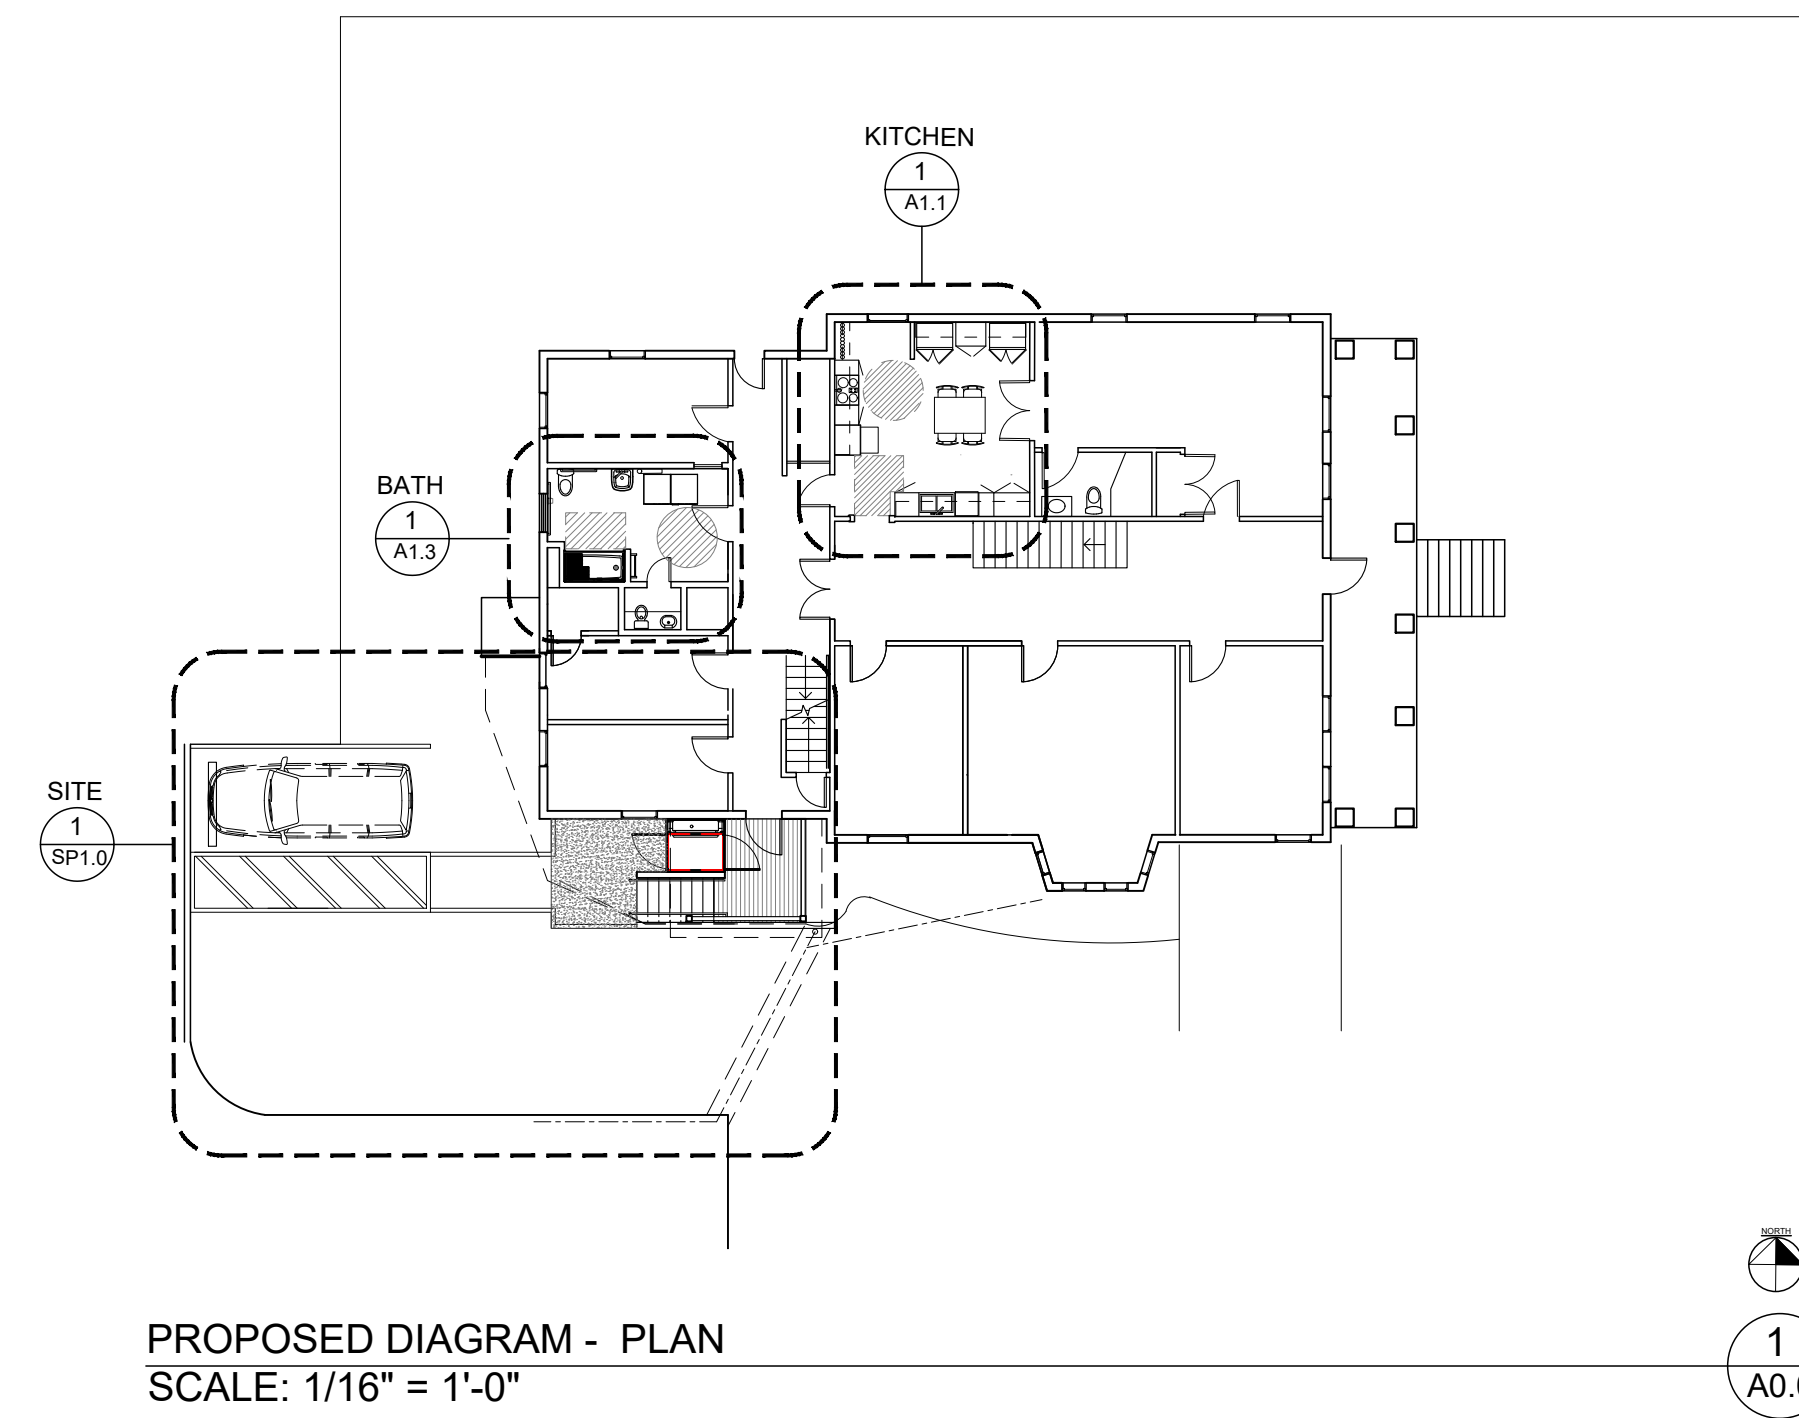 KITCHEN
1
A1.1
BATH
1
A1.3
SITE
1
SP1.0
NORTH
PROPOSED DIAGRAM - PLAN
SCALE: 1/16" = 1'-0"
1